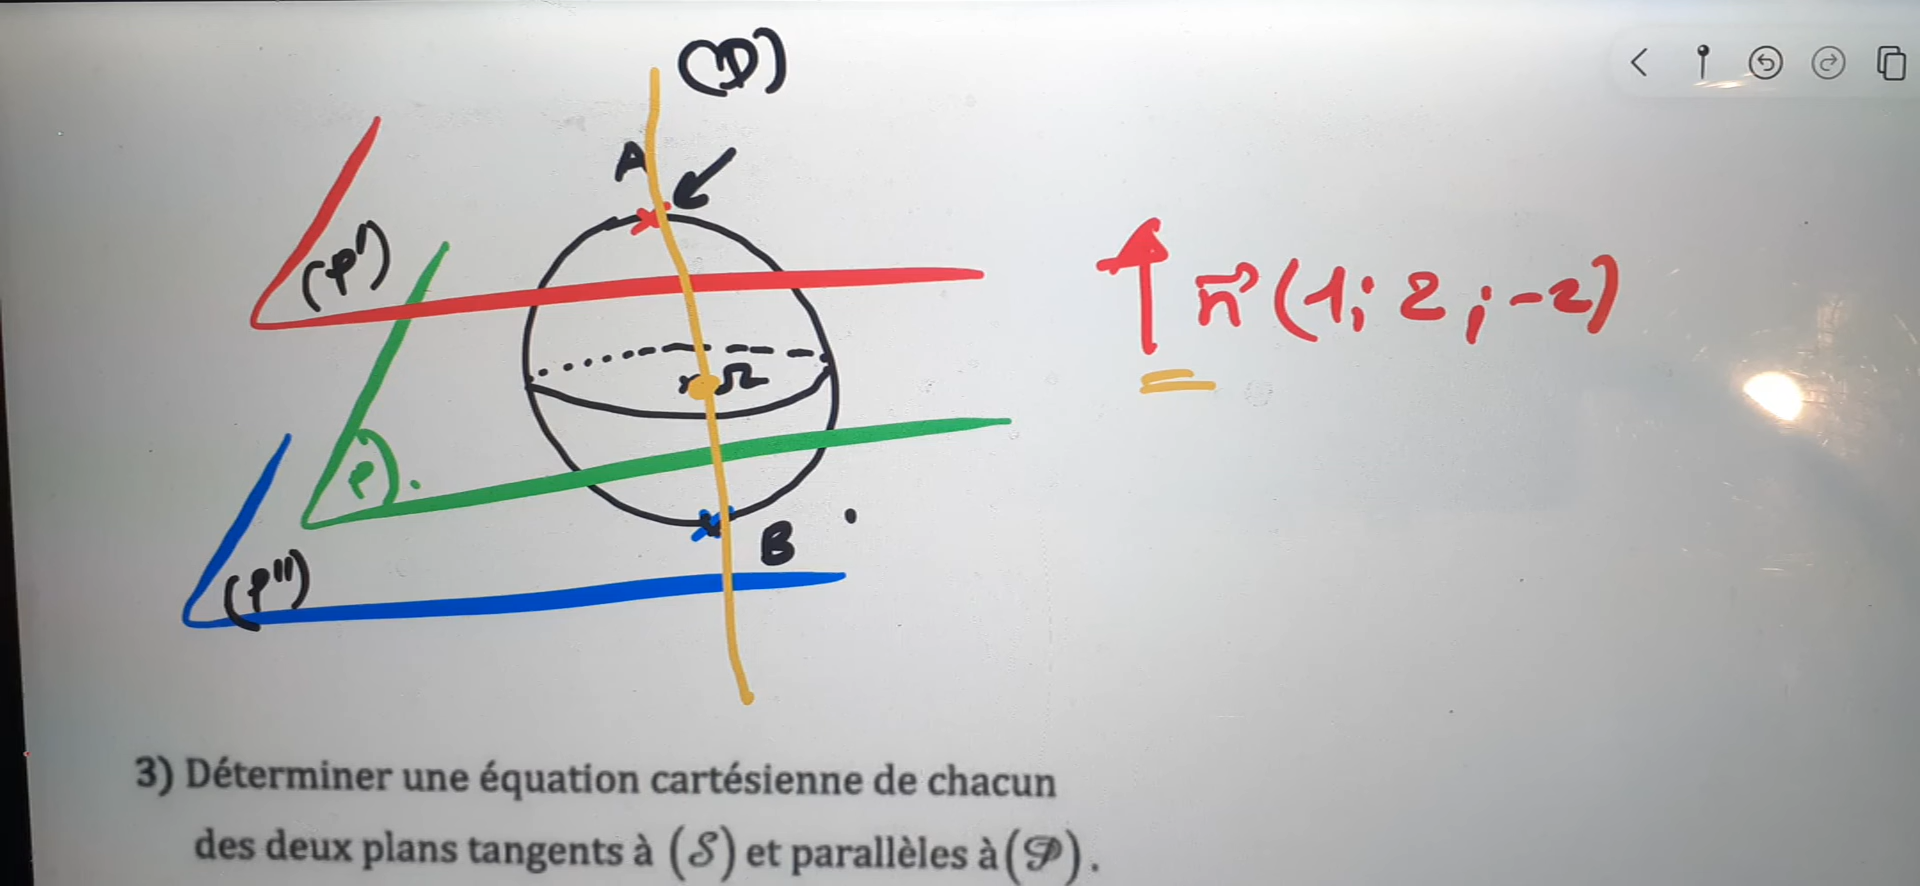 (D)
A
(P')
n⃗(1; 2; -2)
Ω
(P).
B
(P'')
3) Déterminer une équation cartésienne de chacun
des deux plans tangents à (𝒮) et parallèles à (𝒫).